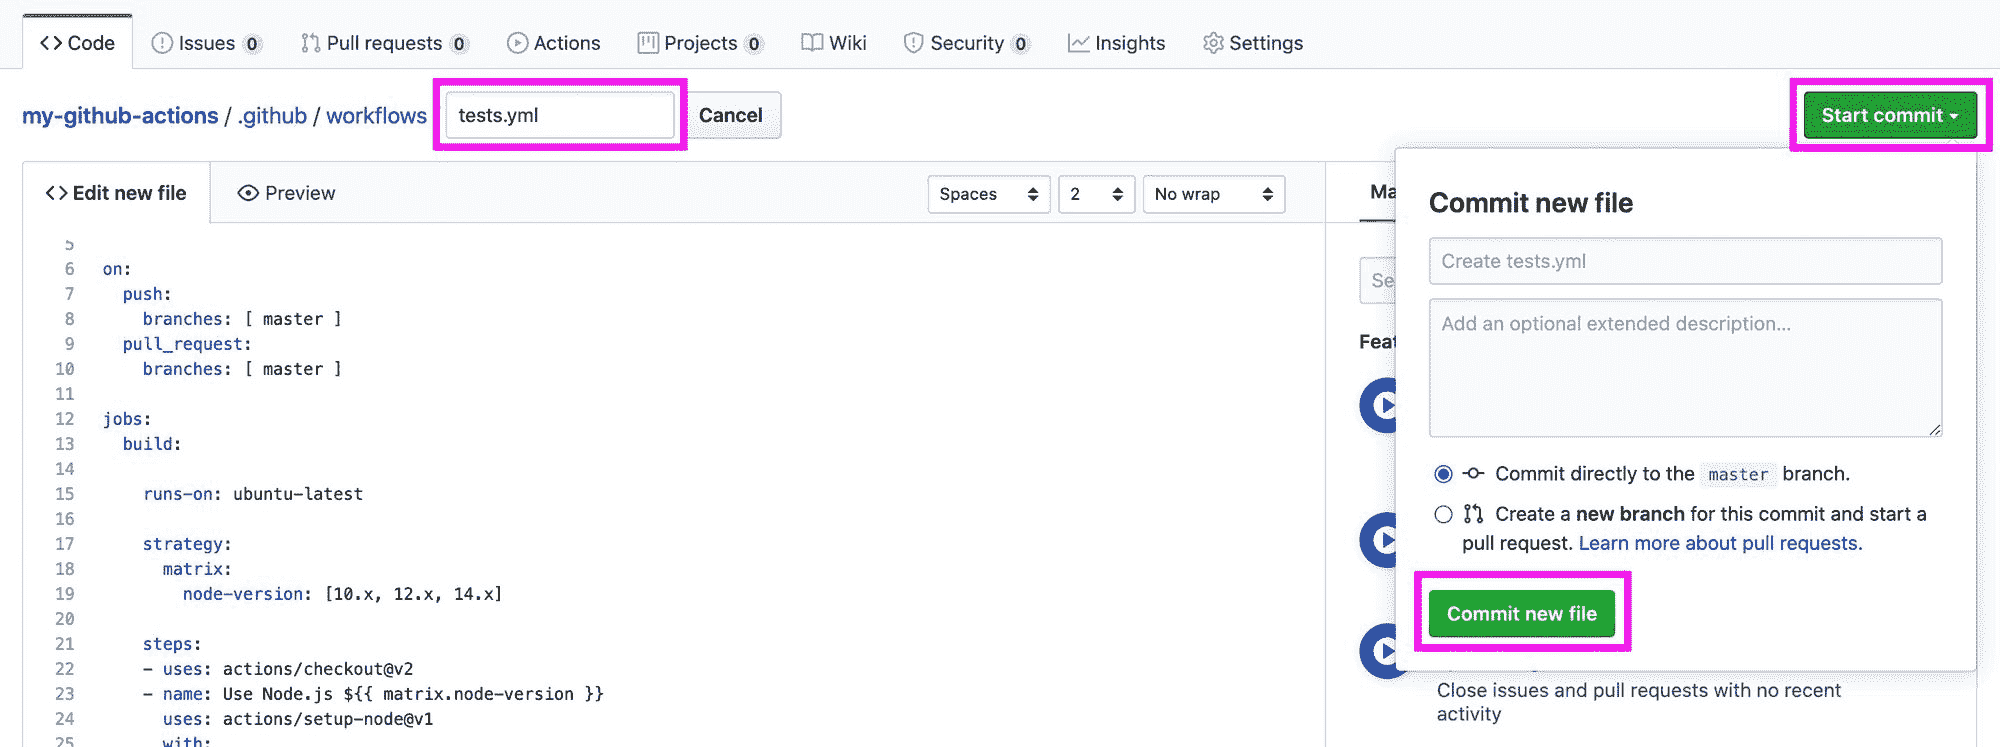 Code Issues 0 Pull requests 0 Actions Projects 0 Wiki Security 0 Insights Settings
my-github-actions / .github / workflows tests.yml Cancel Start commit
Edit new file Preview Spaces 2 No wrap
5
6 on:
7 push:
8 branches: [ master ]
9 pull_request:
10 branches: [ master ]
11
12 jobs:
13 build:
14
15 runs-on: ubuntu-latest
16
17 strategy:
18 matrix:
19 node-version: [10.x, 12.x, 14.x]
20
21 steps:
22 - uses: actions/checkout@v2
23 - name: Use Node.js ${{ matrix.node-version }}
24 uses: actions/setup-node@v1
25 with:
Ma
Se
Feat
Commit new file
Create tests.yml
Add an optional extended description...
Commit directly to the master branch.
Create a new branch for this commit and start a
pull request. Learn more about pull requests.
Commit new file
Close issues and pull requests with no recent
activity